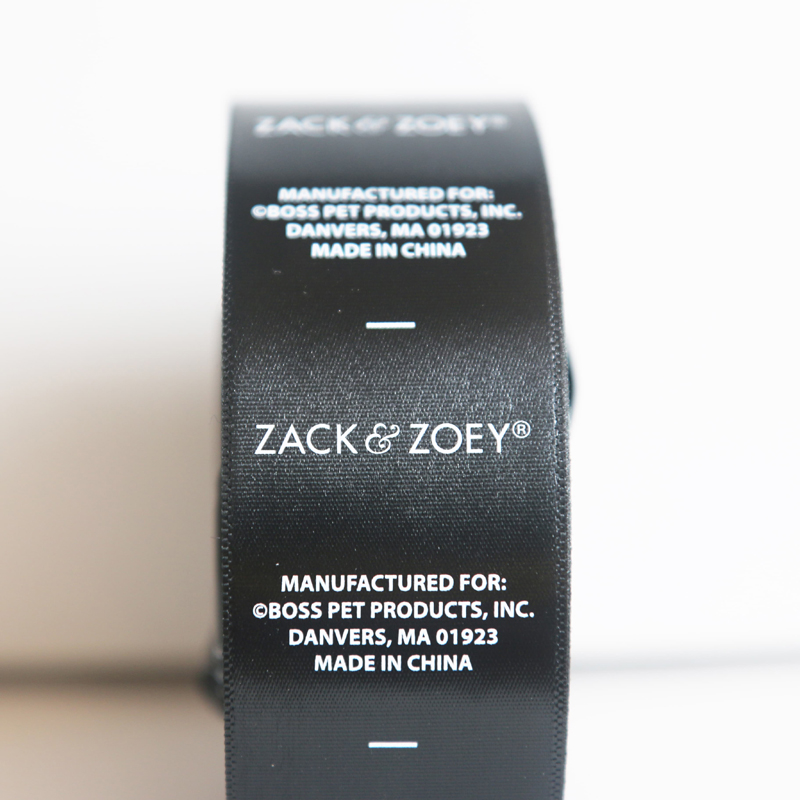 ZACK & ZOEY®
MANUFACTURED FOR:
©BOSS PET PRODUCTS, INC.
DANVERS, MA 01923
MADE IN CHINA
ZACK & ZOEY®
MANUFACTURED FOR:
©BOSS PET PRODUCTS, INC.
DANVERS, MA 01923
MADE IN CHINA